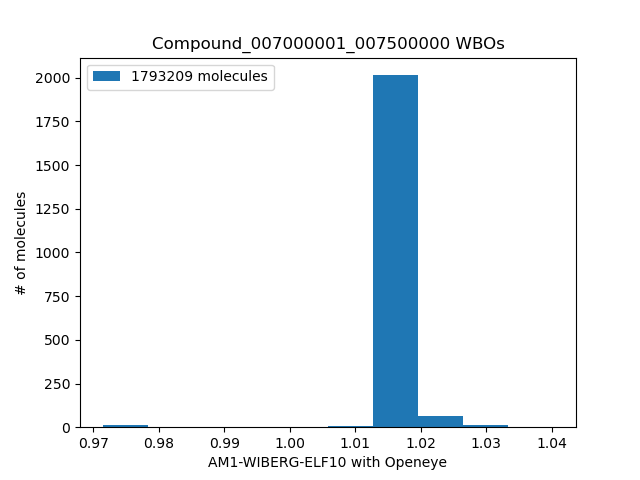 Compound_007000001_007500000 WBOs
1793209 molecules
2000
1750
1500
1250
1000
750
500
250
0
# of molecules
0.97 0.98 0.99 1.00 1.01 1.02 1.03 1.04
AM1-WIBERG-ELF10 with Openeye